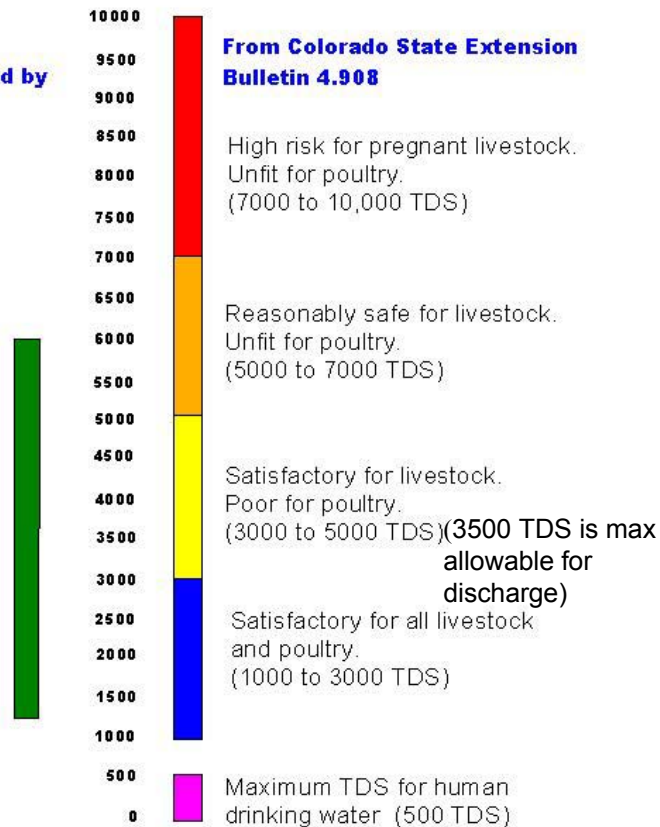 10000
From Colorado State Extension
9500
d by
Bulletin 4.908
9000
8500
High risk for pregnant livestock.
8000
Unfit for poultry.
7500
(7000 to 10,000 TDS)
7000
6500
Reasonably safe for livestock.
6000
Unfit for poultry.
5500
(5000 to 7000 TDS)
5000
4500
Satisfactory for livestock.
4000
Poor for poultry.
3500
(3000 to 5000 TDS)(3500 TDS is max
allowable for
3000
discharge)
2500
Satisfactory for all livestock
2000
and poultry.
(1000 to 3000 TDS)
1500
1000
500
Maximum TDS for human
0
drinking water (500 TDS)